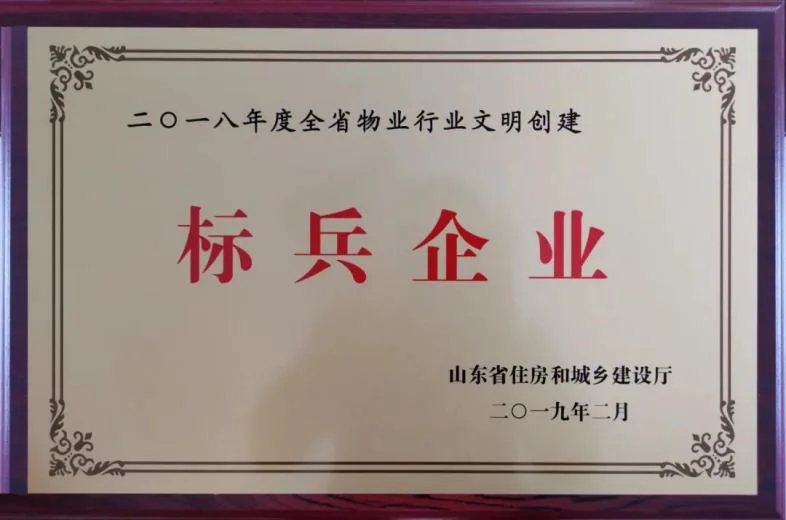 二〇一八年度全省物业行业文明创建
标兵企业
山东省住房和城乡建设厅
二〇一九年二月